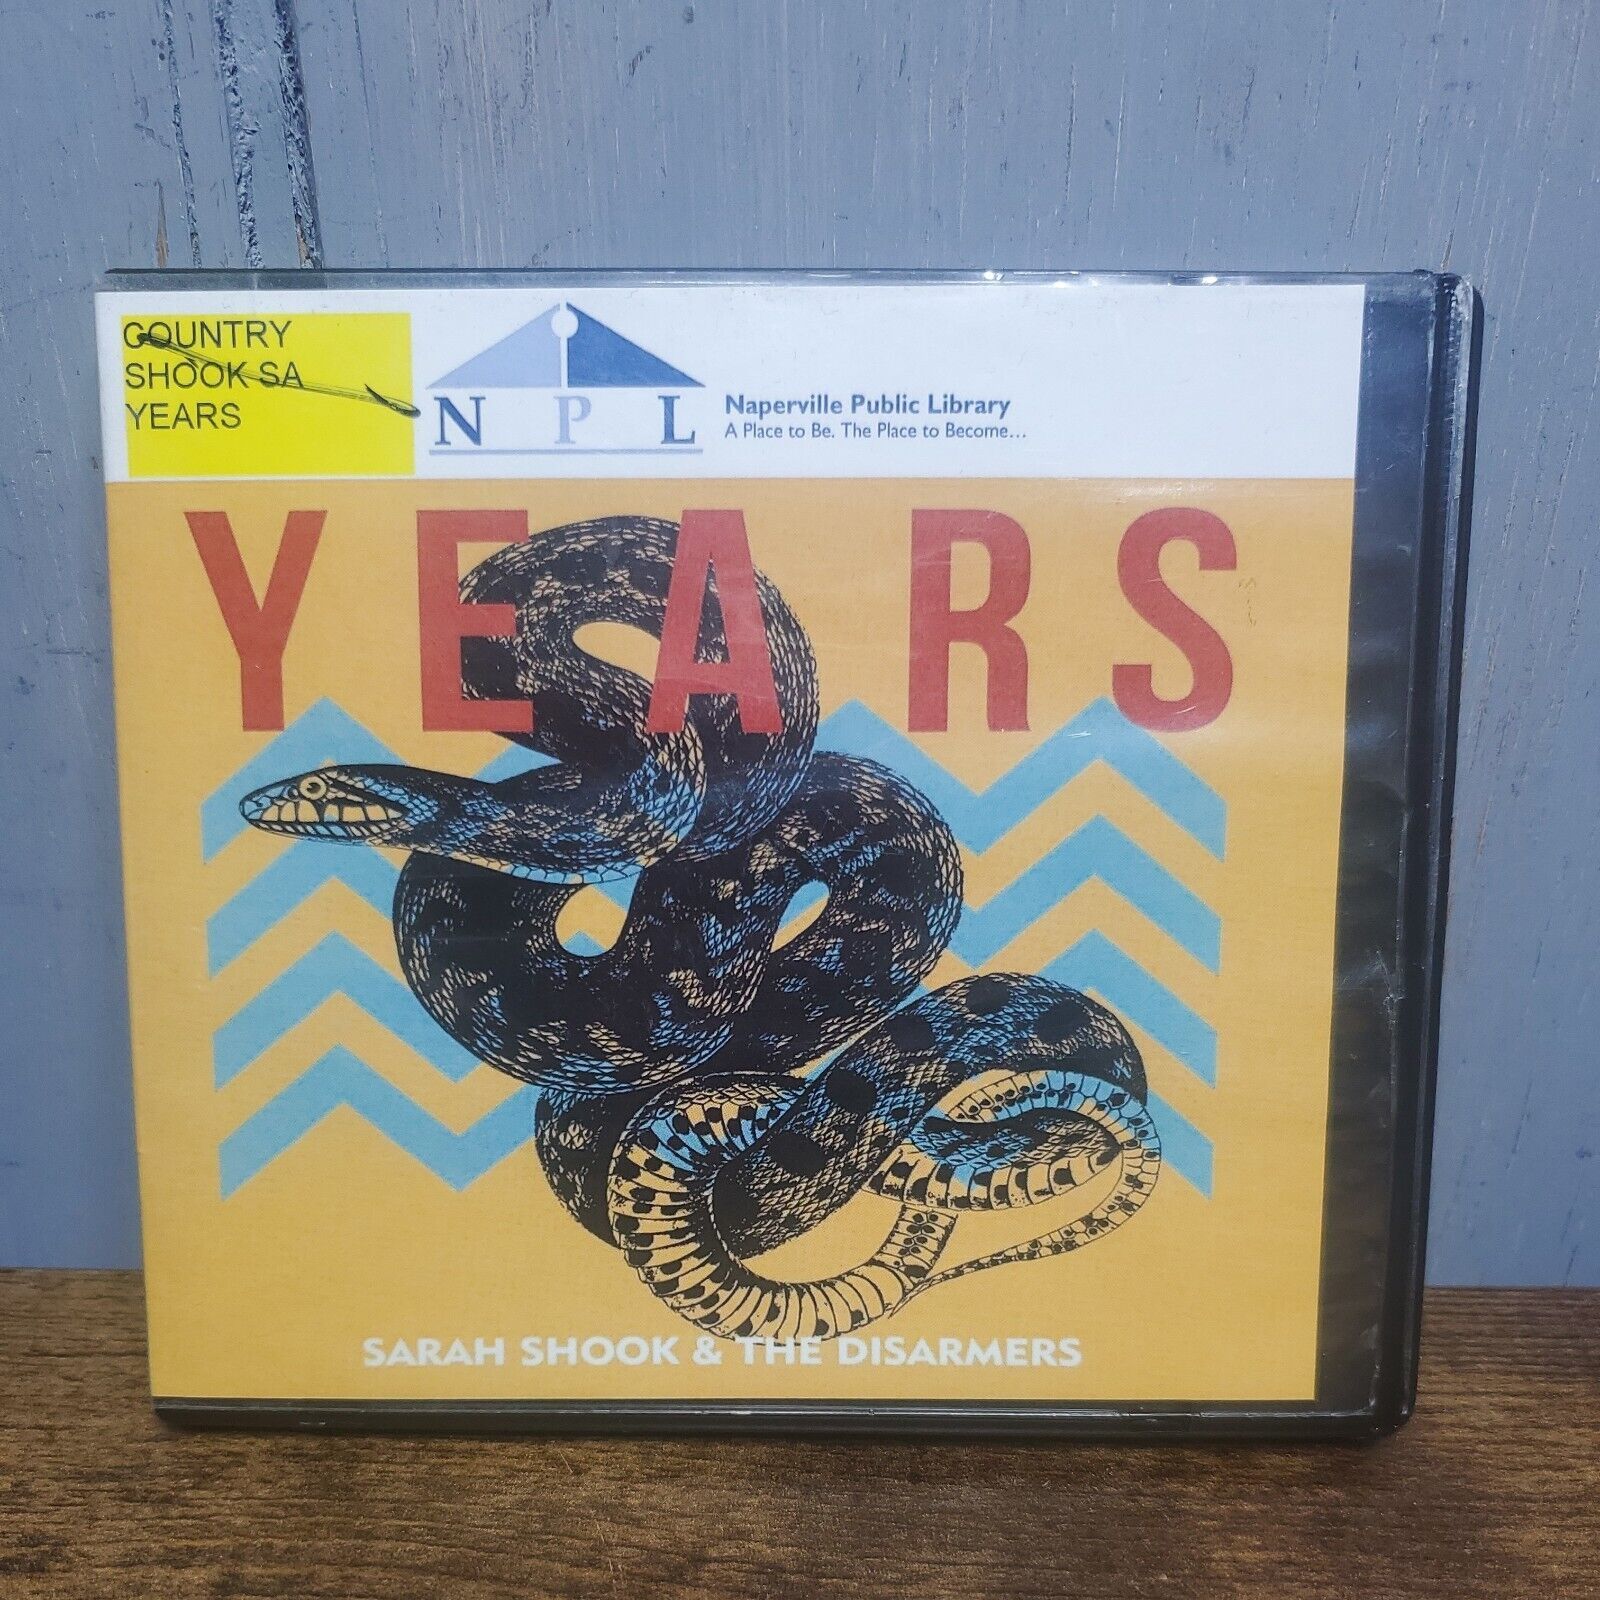 COUNTRY
SHOOK SA
YEARS
NPL
Naperville Public Library
A Place to Be. The Place to Become...
YEARS
SARAH SHOOK & THE DISARMERS